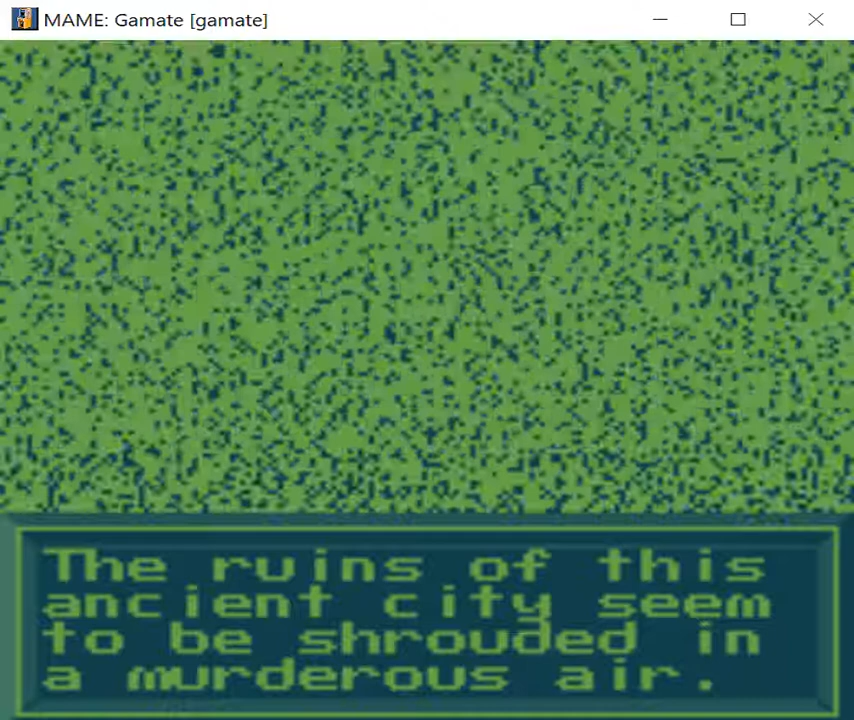 MAME: Gamate [gamate]
The ruins of this
ancient city seem
to be shrouded in
a murderous air.